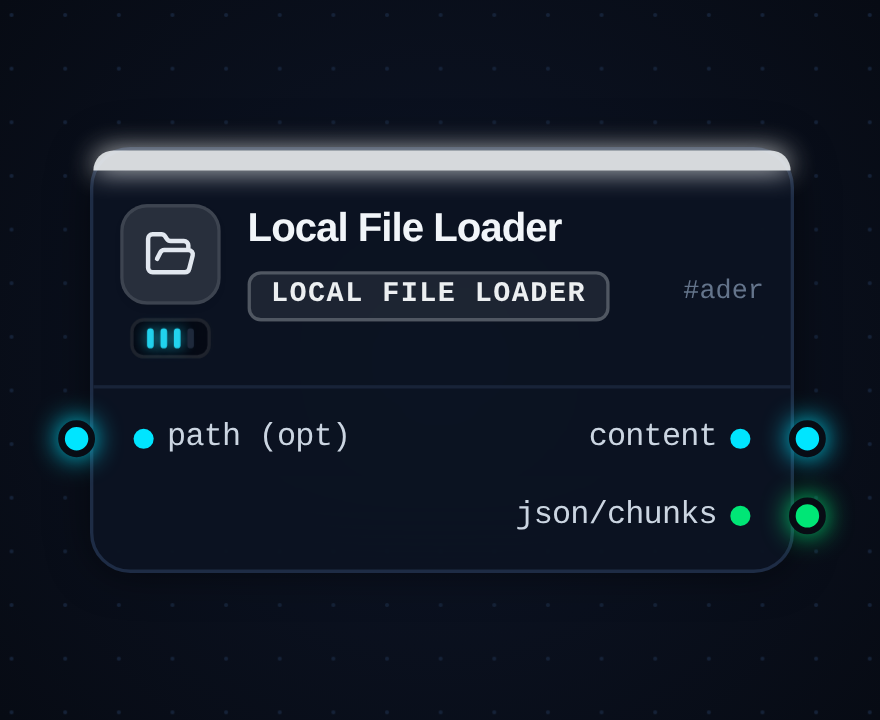 Local File Loader
LOCAL FILE LOADER
#ader
path (opt)
content
json/chunks